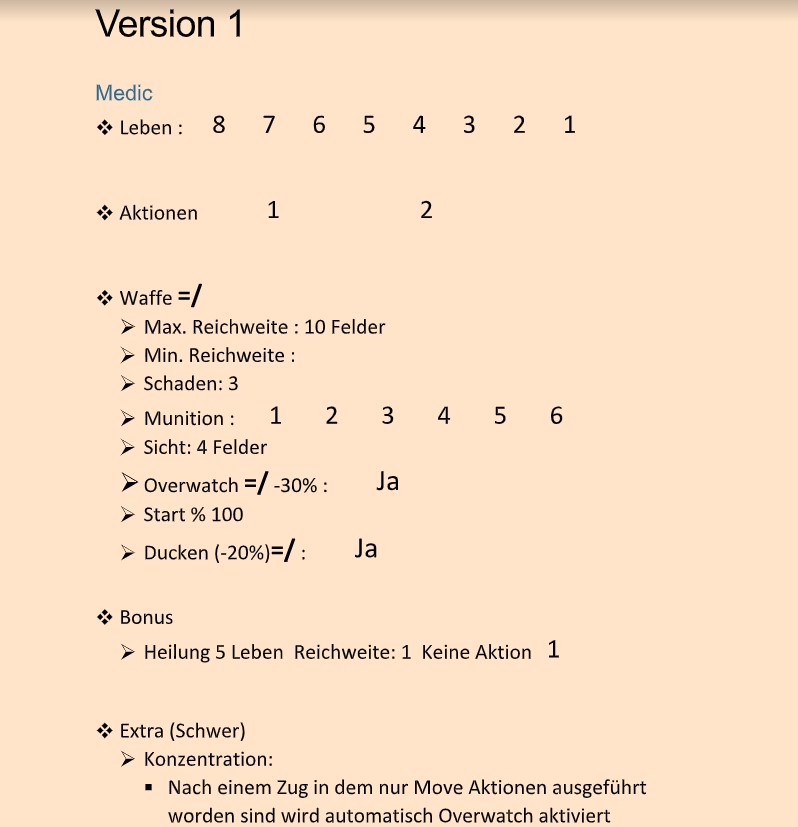 Version 1
Medic
❖ Leben : 8 7 6 5 4 3 2 1
❖ Aktionen 1 2
❖ Waffe =/
➢ Max. Reichweite : 10 Felder
➢ Min. Reichweite :
➢ Schaden: 3
➢ Munition : 1 2 3 4 5 6
➢ Sicht: 4 Felder
➢ Overwatch =/ -30% : Ja
➢ Start % 100
➢ Ducken (-20%)=/ : Ja
❖ Bonus
➢ Heilung 5 Leben Reichweite: 1 Keine Aktion 1
❖ Extra (Schwer)
➢ Konzentration:
▪ Nach einem Zug in dem nur Move Aktionen ausgeführt
worden sind wird automatisch Overwatch aktiviert